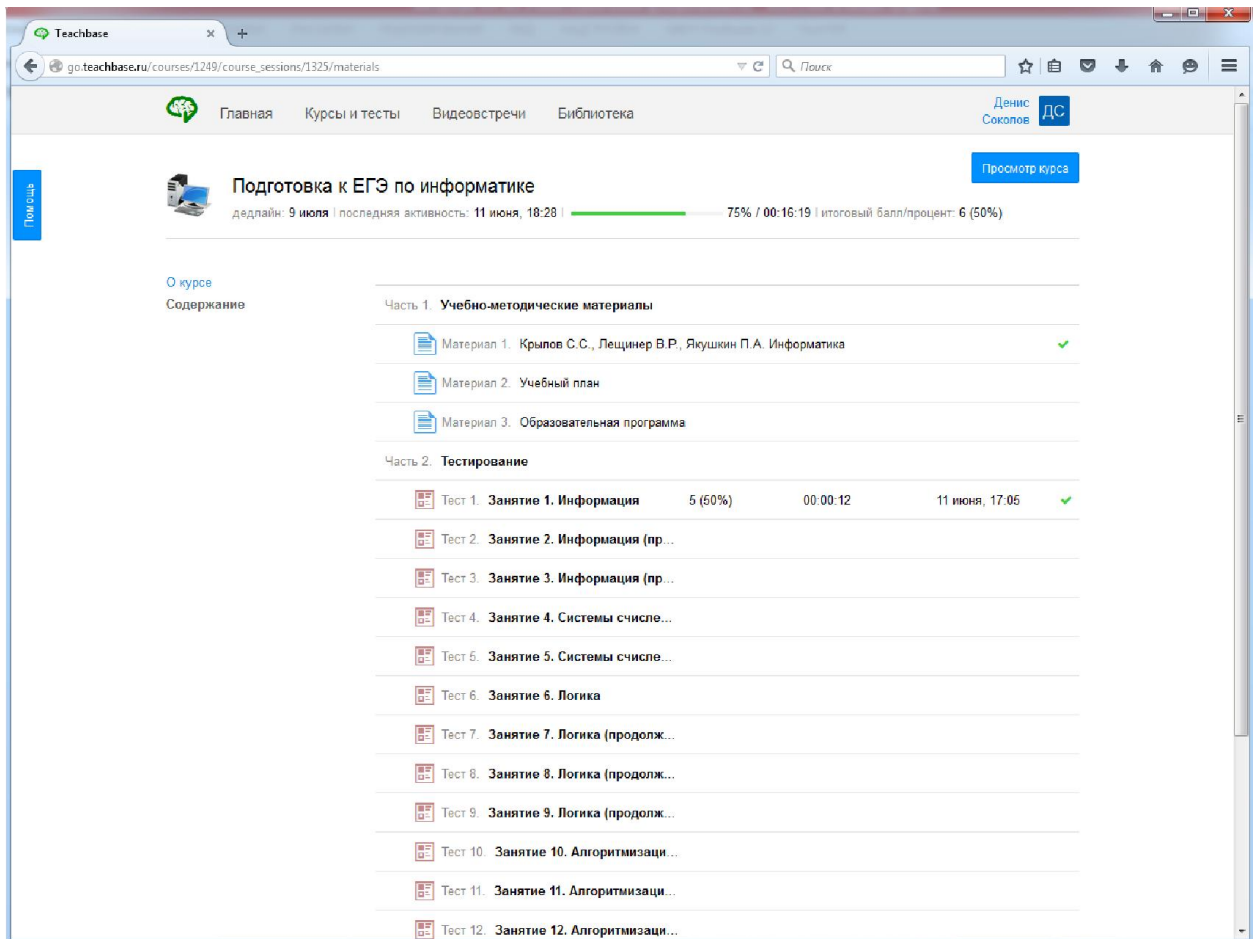 Teachbase
go.teachbase.ru/courses/1249/course_sessions/1325/materials
Поиск
Главная Курсы и тесты Видеовстречи Библиотека
Денис Соколов ДС
Просмотр курса
Помощь
Подготовка к ЕГЭ по информатике
дедлайн: 9 июля | последняя активность: 11 июня, 18:28 | 75% / 00:16:19 | итоговый балл/процент: 6 (50%)
О курсе
Содержание
Часть 1. Учебно-методические материалы
Материал 1. Крылов С.С., Лещинер В.Р., Якушкин П.А. Информатика
Материал 2. Учебный план
Материал 3. Образовательная программа
Часть 2. Тестирование
Тест 1. Занятие 1. Информация 5 (50%) 00:00:12 11 июня, 17:05
Тест 2. Занятие 2. Информация (пр...
Тест 3. Занятие 3. Информация (пр...
Тест 4. Занятие 4. Системы счисле...
Тест 5. Занятие 5. Системы счисле...
Тест 6. Занятие 6. Логика
Тест 7. Занятие 7. Логика (продолж...
Тест 8. Занятие 8. Логика (продолж...
Тест 9. Занятие 9. Логика (продолж...
Тест 10. Занятие 10. Алгоритмизаци...
Тест 11. Занятие 11. Алгоритмизаци...
Тест 12. Занятие 12. Алгоритмизаци...